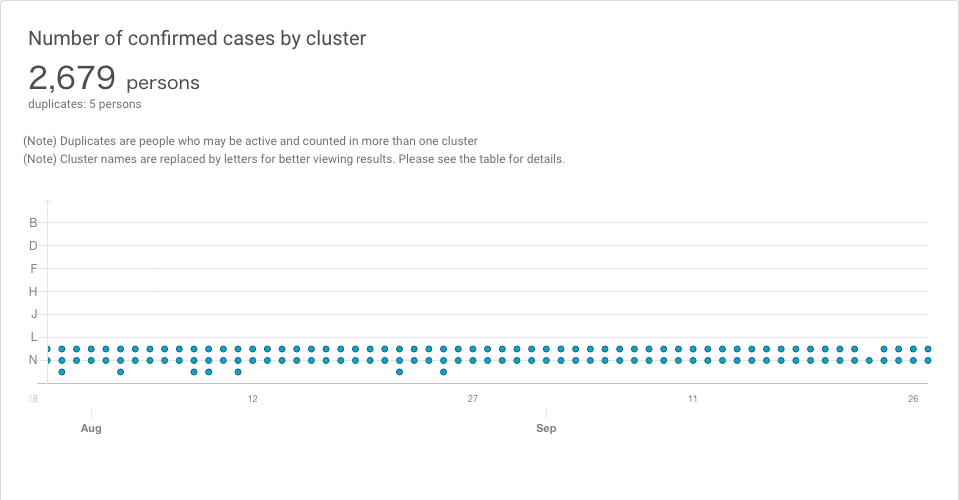 Number of confirmed cases by cluster
2,679 persons
duplicates: 5 persons
(Note) Duplicates are people who may be active and counted in more than one cluster
(Note) Cluster names are replaced by letters for better viewing results. Please see the table for details.
B
D
F
H
J
L
N
28 12 27 11 26
Aug Sep